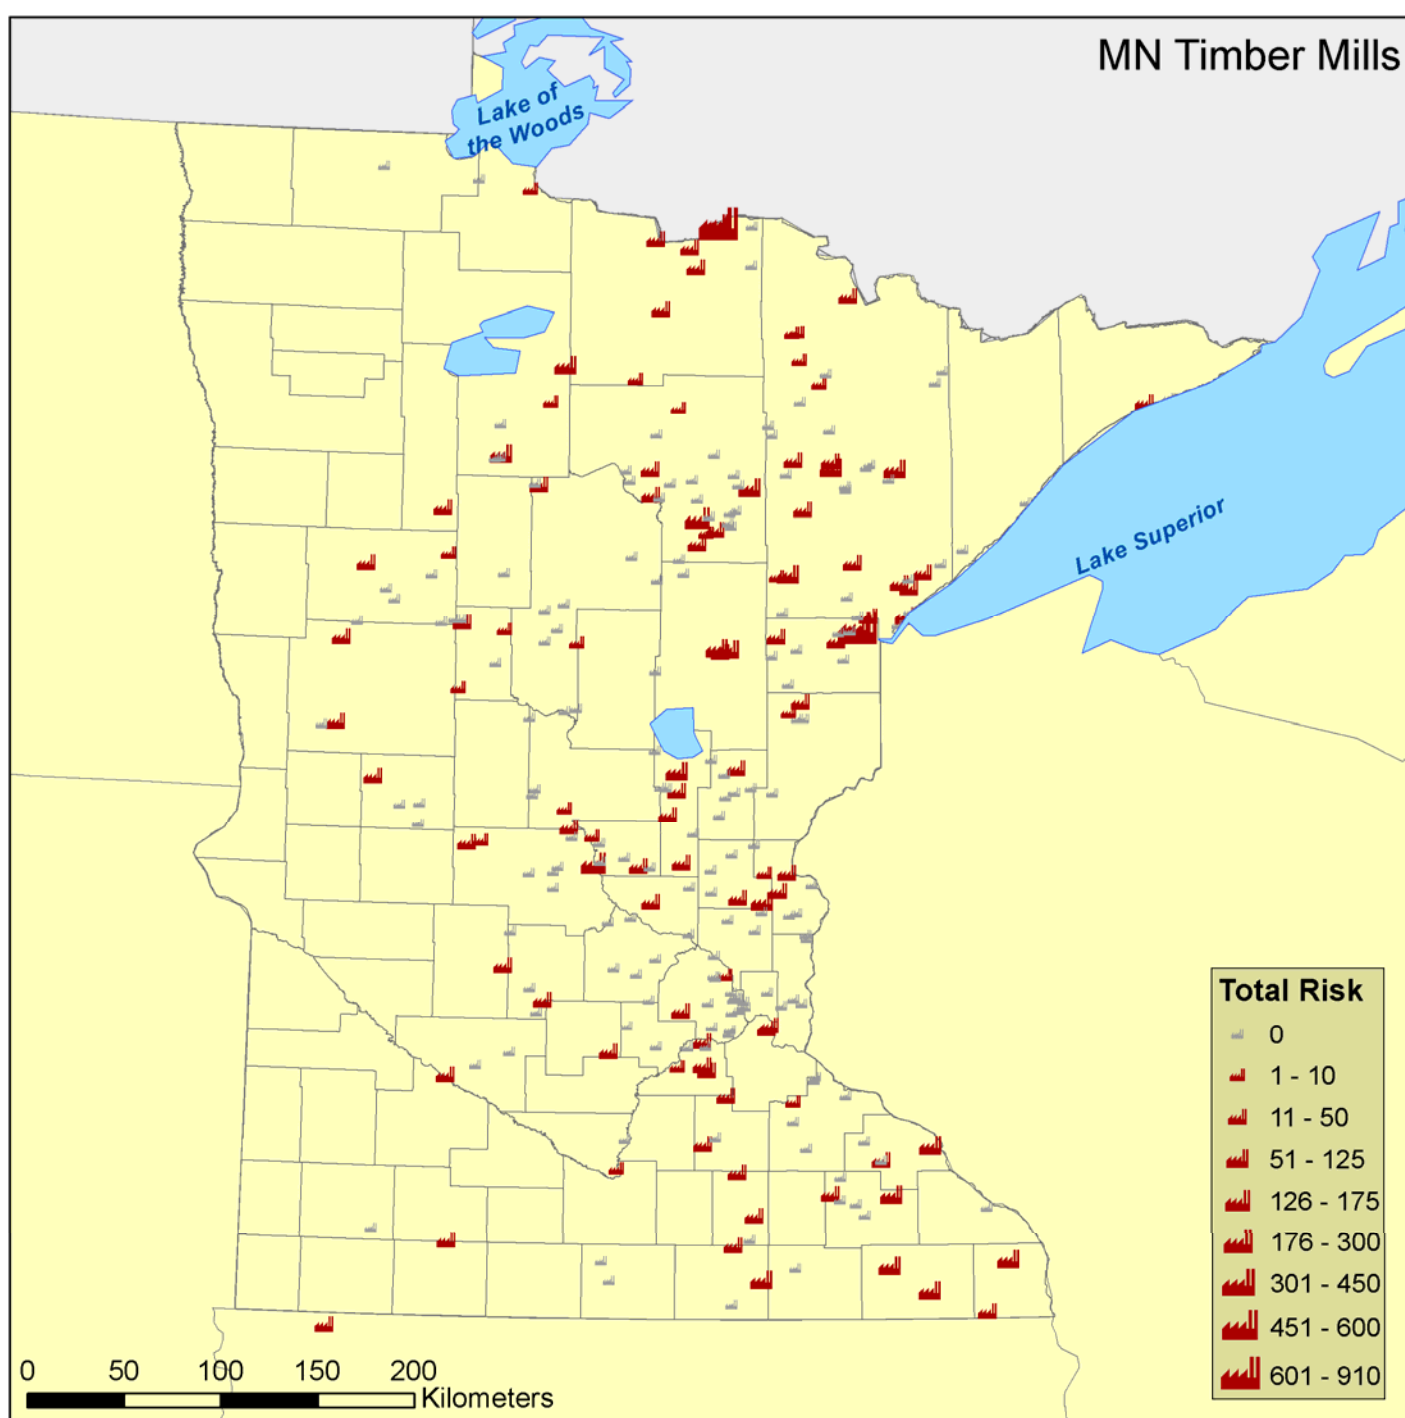 MN Timber Mills
Lake of
the Woods
Lake Superior
Total Risk
0
1 - 10
11 - 50
51 - 125
126 - 175
176 - 300
301 - 450
451 - 600
601 - 910
0 50 100 150 200
Kilometers